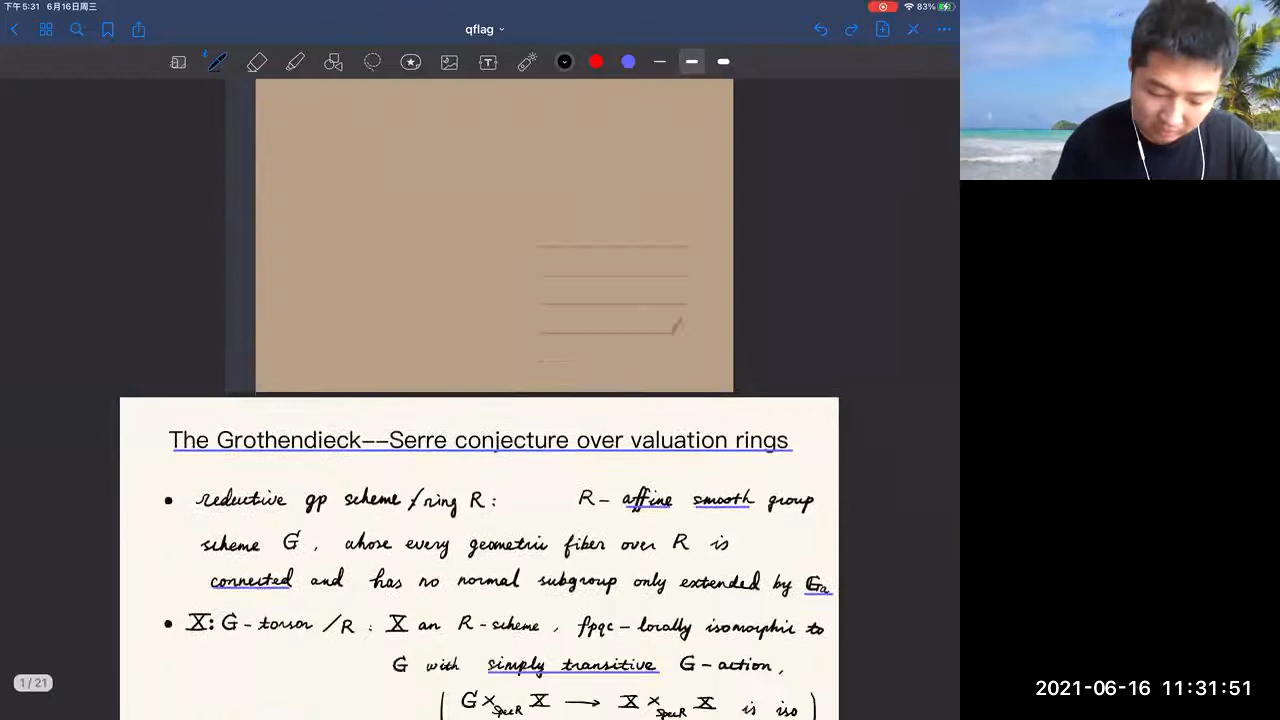 下午5:31 6月16日周三
83%
qflag
The Grothendieck––Serre conjecture over valuation rings
• reductive gp scheme / ring R : R – affine smooth group
scheme G , whose every geometric fiber over R is
connected and has no normal subgroup only extended by 𝔾ₐ
• 𝕏: G – torsor /R : 𝕏 an R – scheme , fpqc – locally isomorphic to
G with simply transitive G – action ,
( G ×_Spec R 𝕏 ⟶ 𝕏 ×_Spec R 𝕏 is iso )
1 / 21
2021-06-16 11:31:51